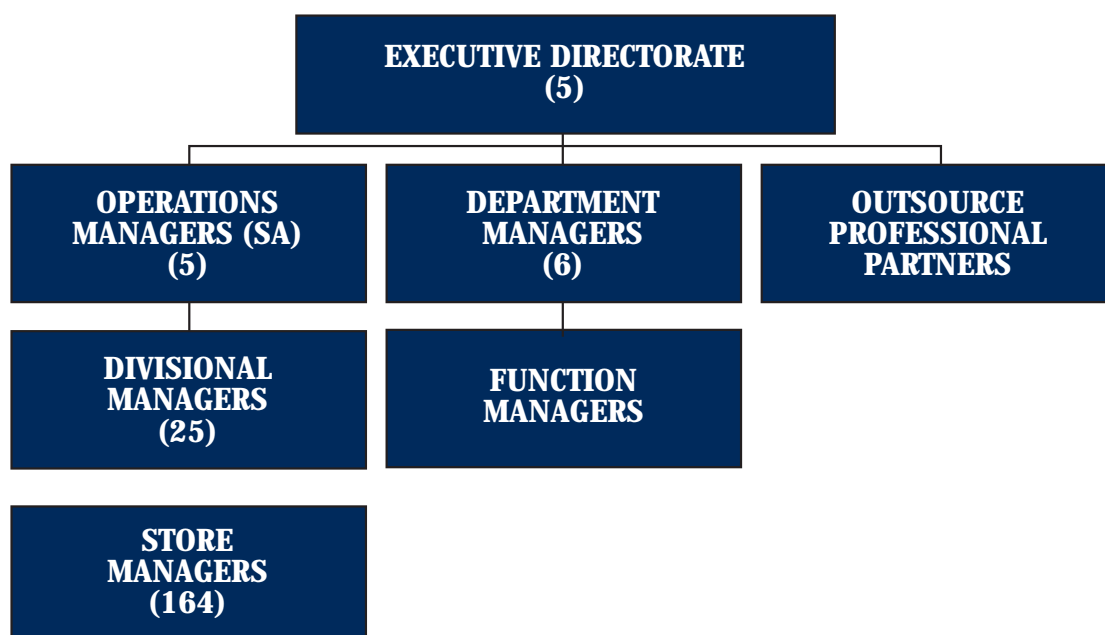 EXECUTIVE DIRECTORATE
(5)
OPERATIONS
MANAGERS (SA)
(5)
DEPARTMENT
MANAGERS
(6)
OUTSOURCE
PROFESSIONAL
PARTNERS
DIVISIONAL
MANAGERS
(25)
FUNCTION
MANAGERS
STORE
MANAGERS
(164)